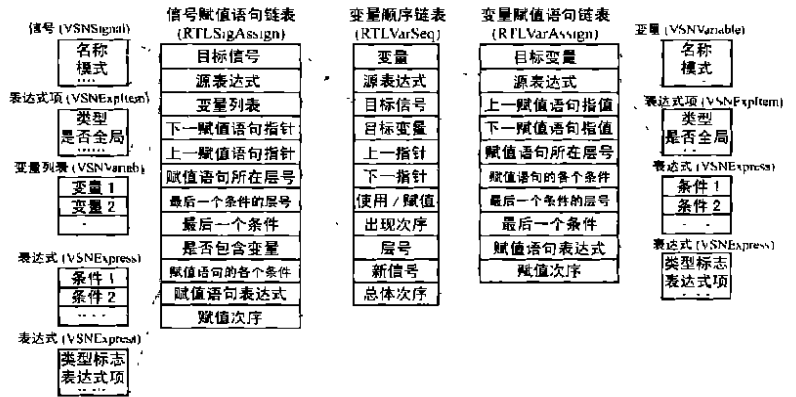 信号赋值语句链表
(RTLSigAssign)
目标信号
源表达式
变量列表
下一赋值语句指针
上一赋值语句指针
赋值语句所在层号
最后一个条件的层号
最后一个条件
是否包含变量
赋值语句的各个条件
赋值语句表达式
赋值次序
变量顺序链表
(RTLVarSeq)
变量
源表达式
目标信号
目标变量
上一指针
下一指针
使用/赋值
出现次序
层号
新信号
总体次序
变量赋值语句链表
(RTLVarAssign)
目标变量
源表达式
上一赋值语句指值
下一赋值语句指值
赋值语句所在层号
赋值语句的各个条件
最后一个条件的层号
最后一个条件
赋值语句表达式
赋值次序
信号 (VSNSignal)
名称
模式
......
表达式项 (VSNExpItem)
类型
是否全局
......
变量列表 (VSNVariab)
变量 1
变量 2
表达式 (VSNExpress)
条件 1
条件 2
....
表达式 (VSNExpress)
类型标志
表达式项
......
变量 (VSNVariable)
名称
模式
......
表达式项 (VSNExpItem)
类型
是否全局
......
表达式 (VSNExpress)
条件 1
条件 2
表达式 (VSNExpress)
类型标志
表达式项